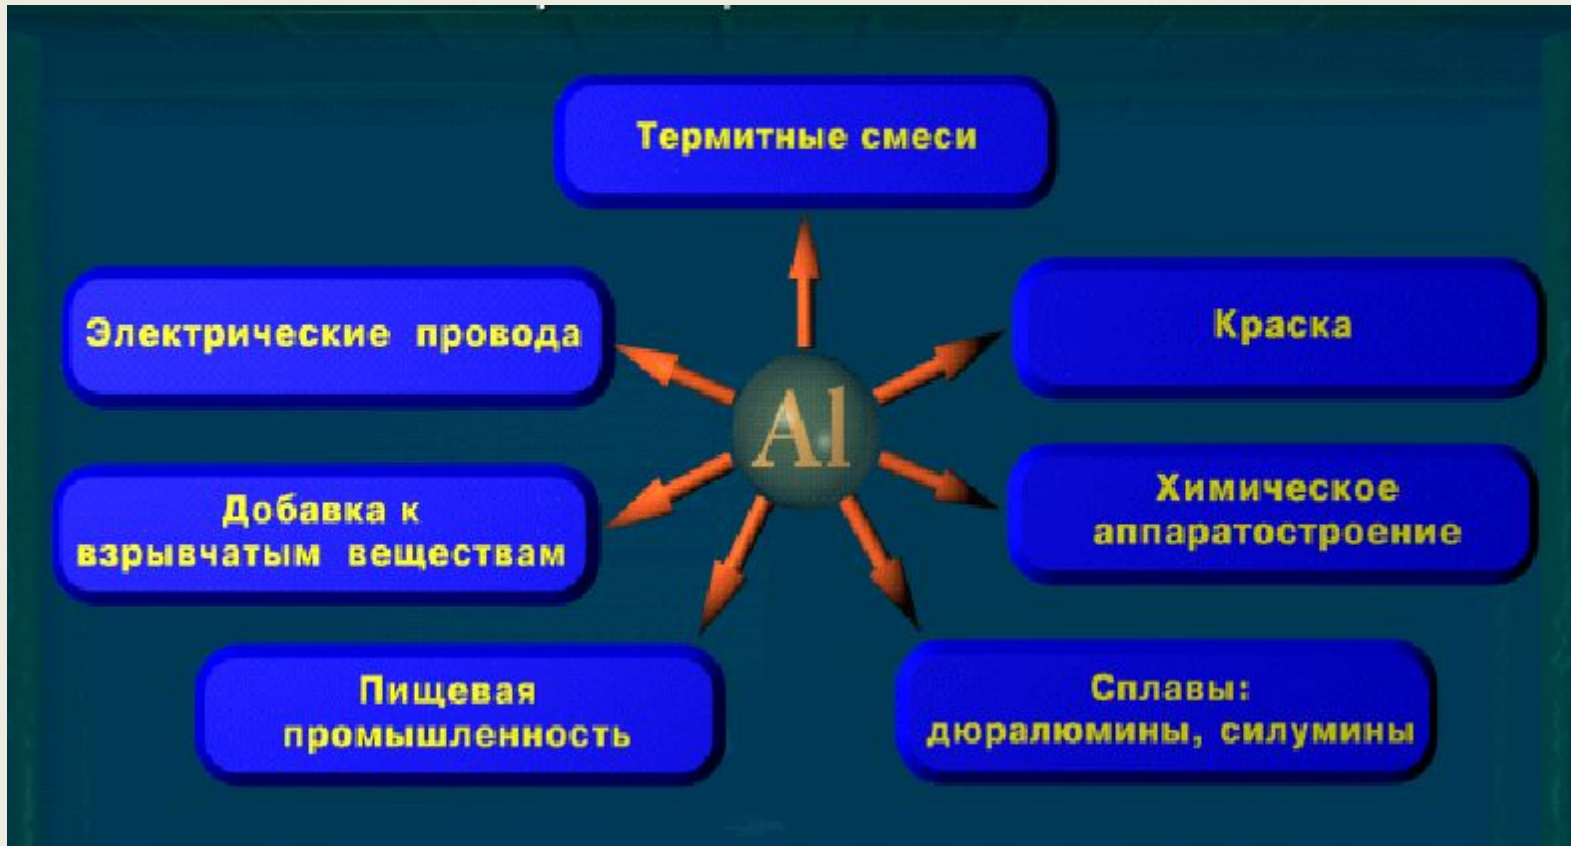 Термитные смеси
Электрические провода
Краска
Al
Добавка к
взрывчатым веществам
Химическое
аппаратостроение
Пищевая
промышленность
Сплавы:
дюралюмины, силумины